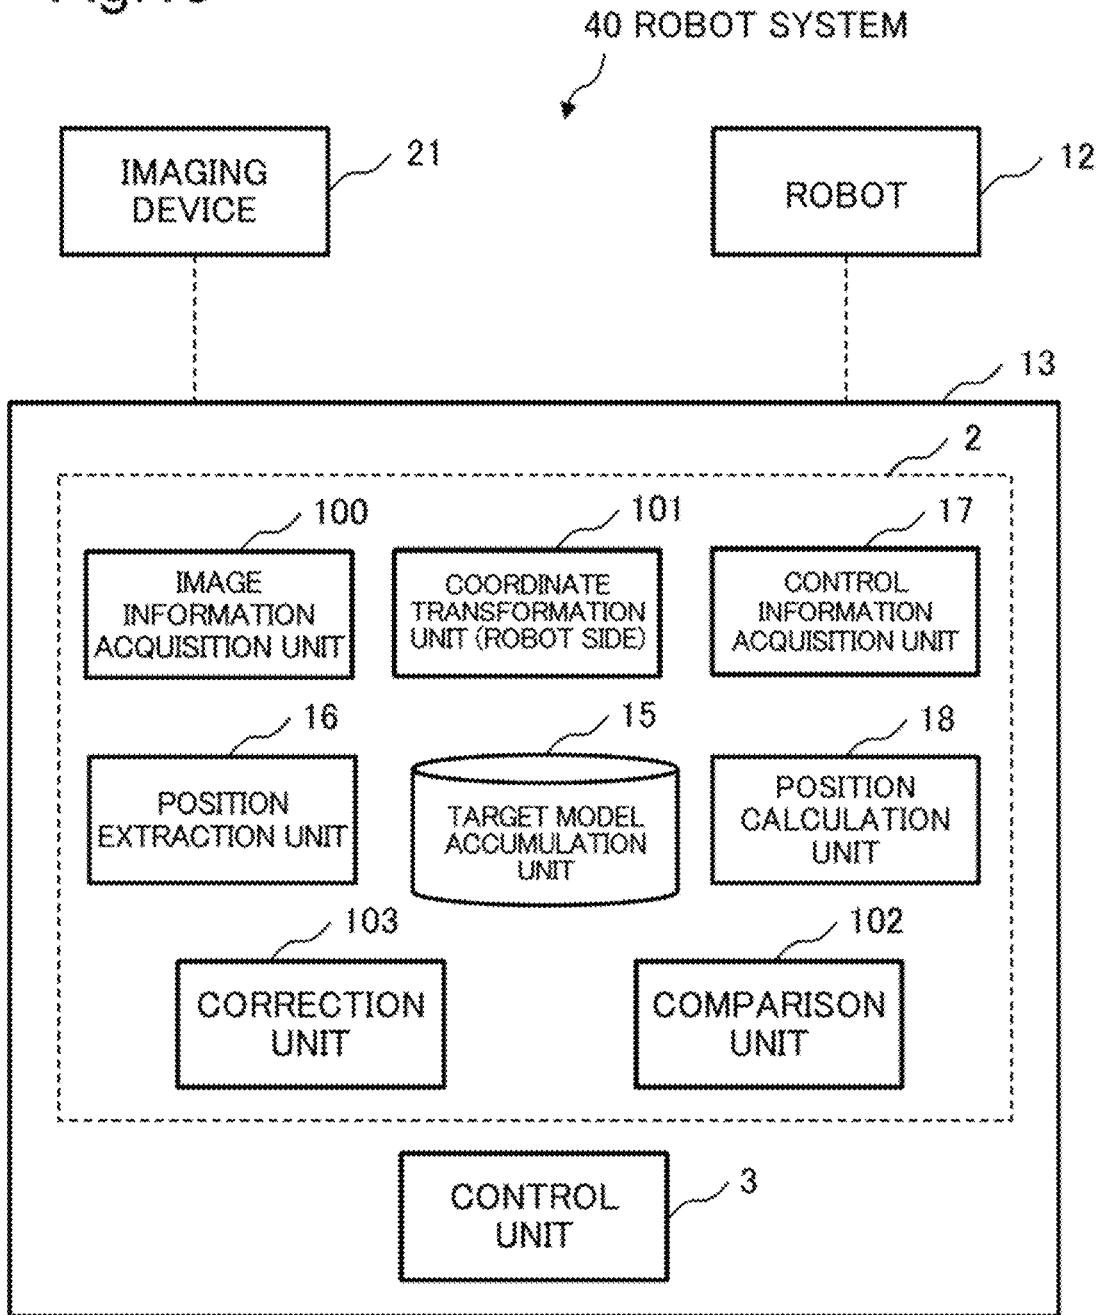 40 ROBOT SYSTEM
IMAGING
DEVICE
21
ROBOT
12
13
2
100
IMAGE
INFORMATION
ACQUISITION UNIT
101
COORDINATE
TRANSFORMATION
UNIT (ROBOT SIDE)
17
CONTROL
INFORMATION
ACQUISITION UNIT
16
POSITION
EXTRACTION UNIT
15
TARGET MODEL
ACCUMULATION
UNIT
18
POSITION
CALCULATION
UNIT
103
CORRECTION
UNIT
102
COMPARISON
UNIT
CONTROL
UNIT
3